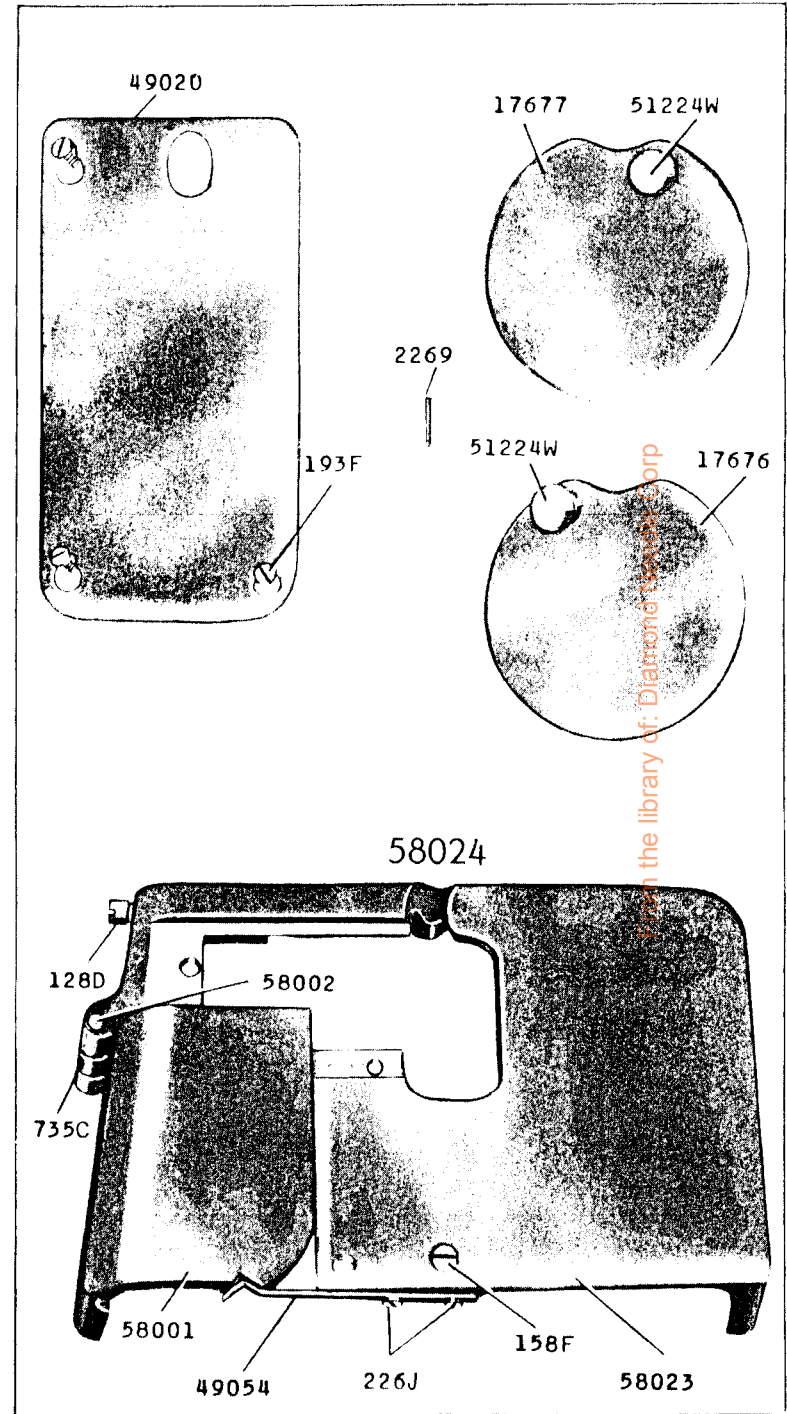 49020
17677 51224W
2269
51224W 17676
193F
58024
128D
58002
735C
58001
158F
49054 226J 58023
From the library of: Diamond Needle Corp